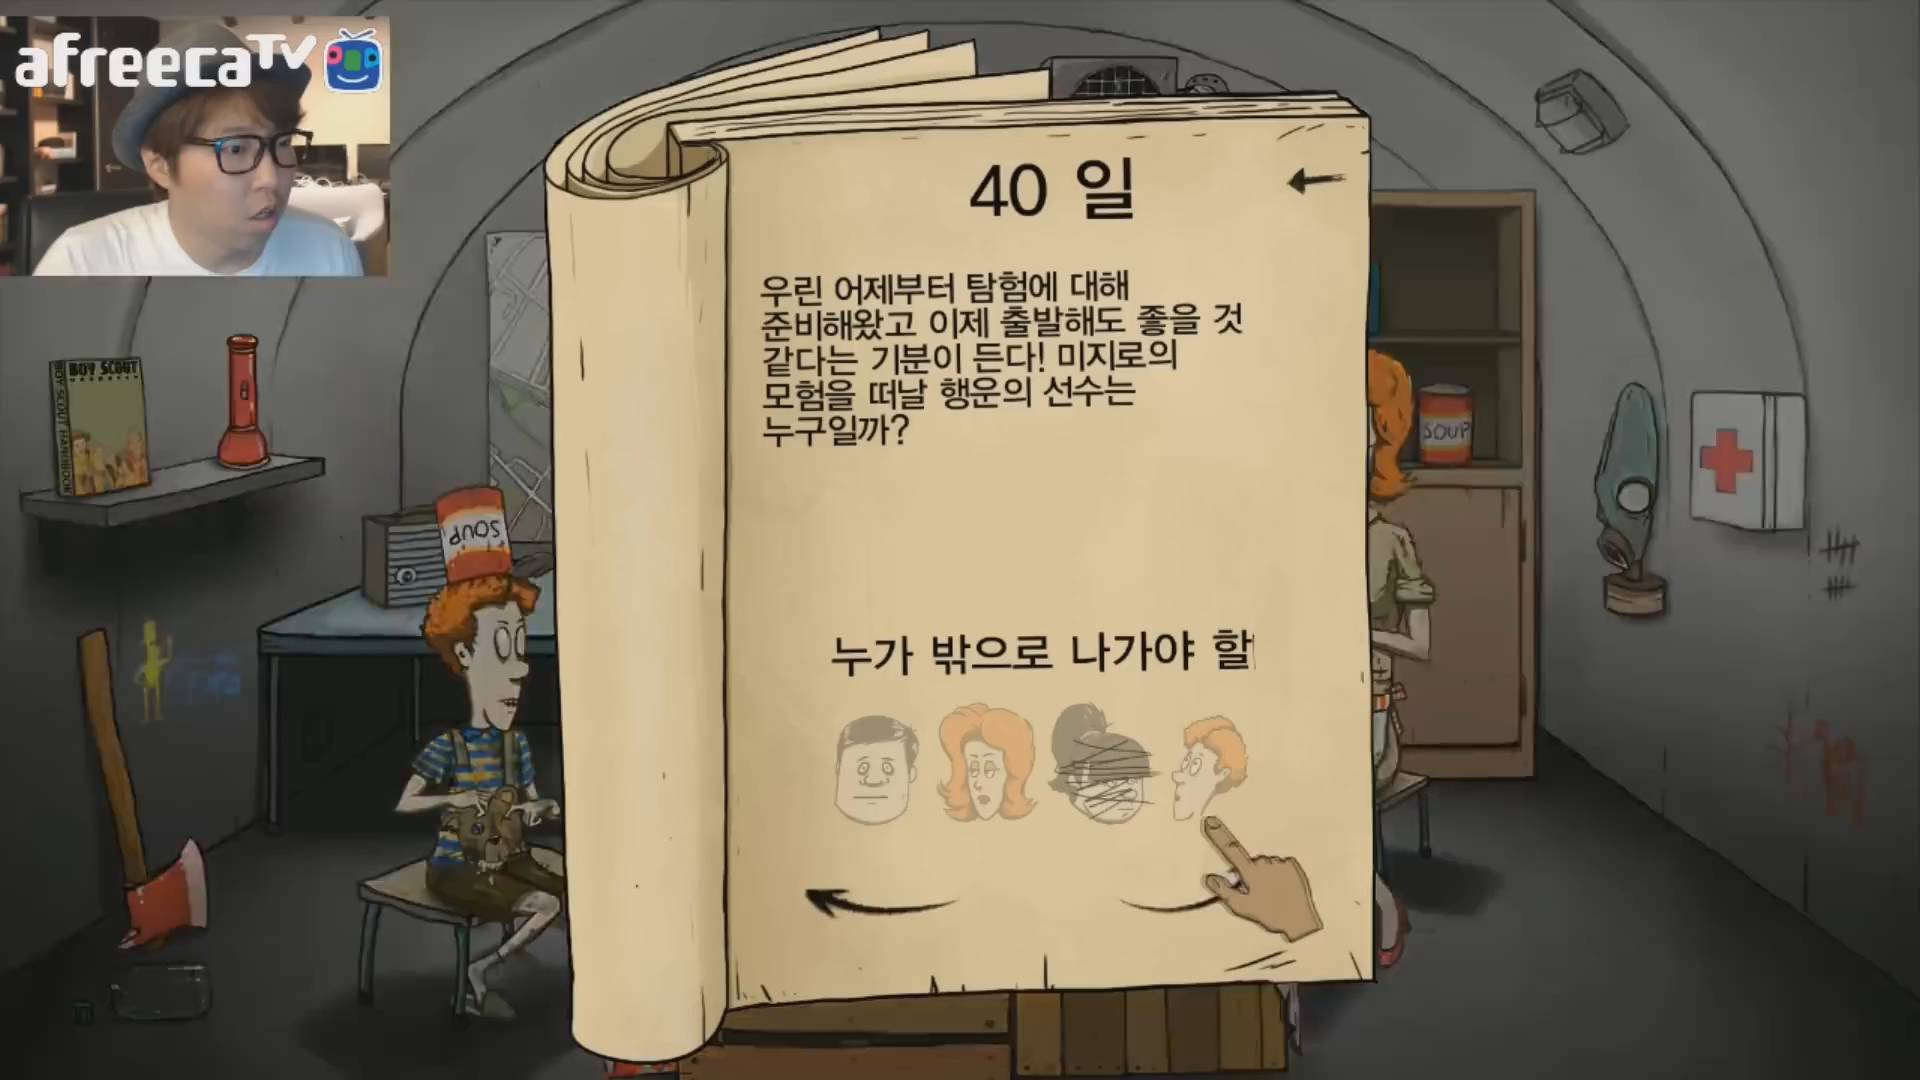 afreecaTV
40 일
우린 어제부터 탐험에 대해
준비해왔고 이제 출발해도 좋을 것
같다는 기분이 든다! 미지로의
모험을 떠날 행운의 선수는
누구일까?
누가 밖으로 나가야 할
BOY SCOUT
BOY SCOUT HANDBOOK
SOUP
SOUP